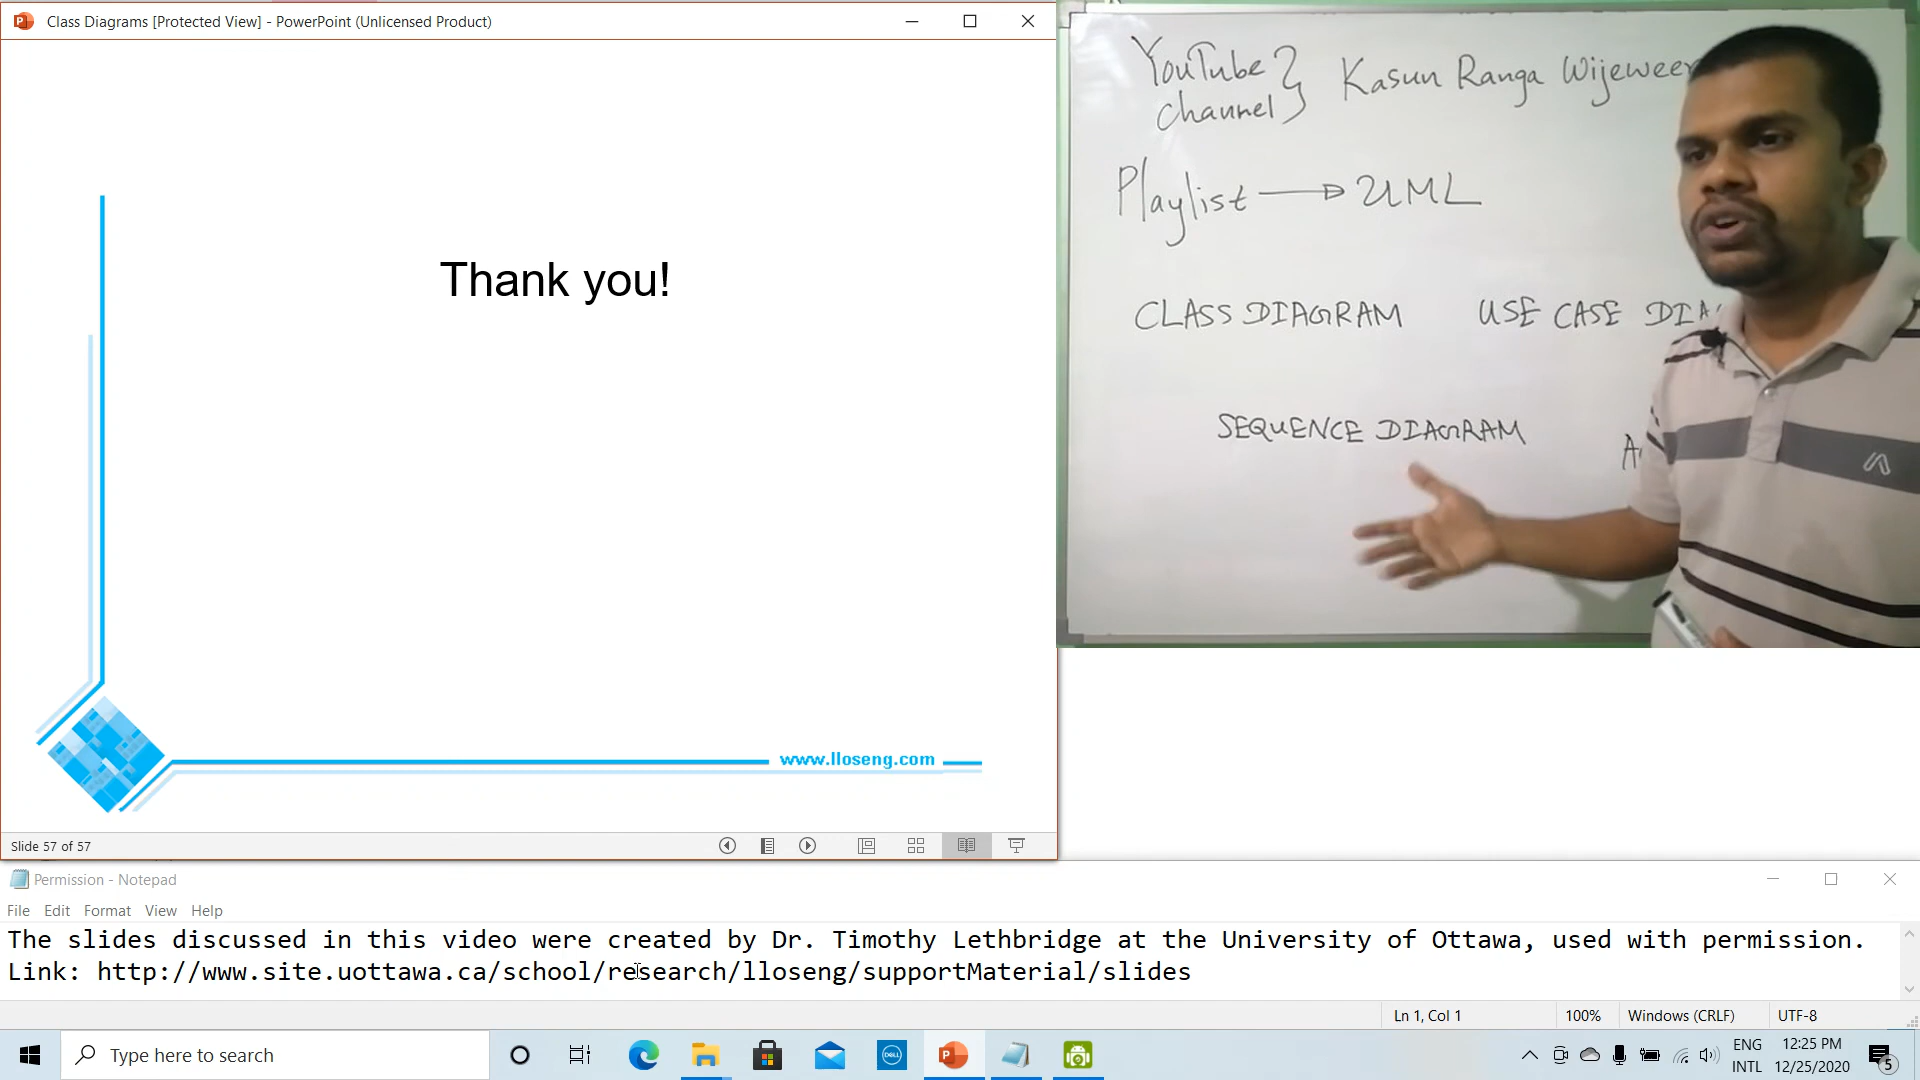 Class Diagrams [Protected View] - PowerPoint (Unlicensed Product)
Thank you!
www.lloseng.com
Slide 57 of 57
YouTube
Channel
Kasun Ranga
Playlist
UML
CLASS DIAGRAM
USE CASE
SEQUENCE DIAGRAM
Permission - Notepad
File Edit Format View Help
The slides discussed in this video were created by Dr. Timothy Lethbridge at the University of Ottawa, used with permission.
Link: http://www.site.uottawa.ca/school/research/lloseng/supportMaterial/slides
Ln 1, Col 1
100%
Windows (CRLF)
UTF-8
Type here to search
DELL
ENG
INTL
12:25 PM
12/25/2020
5